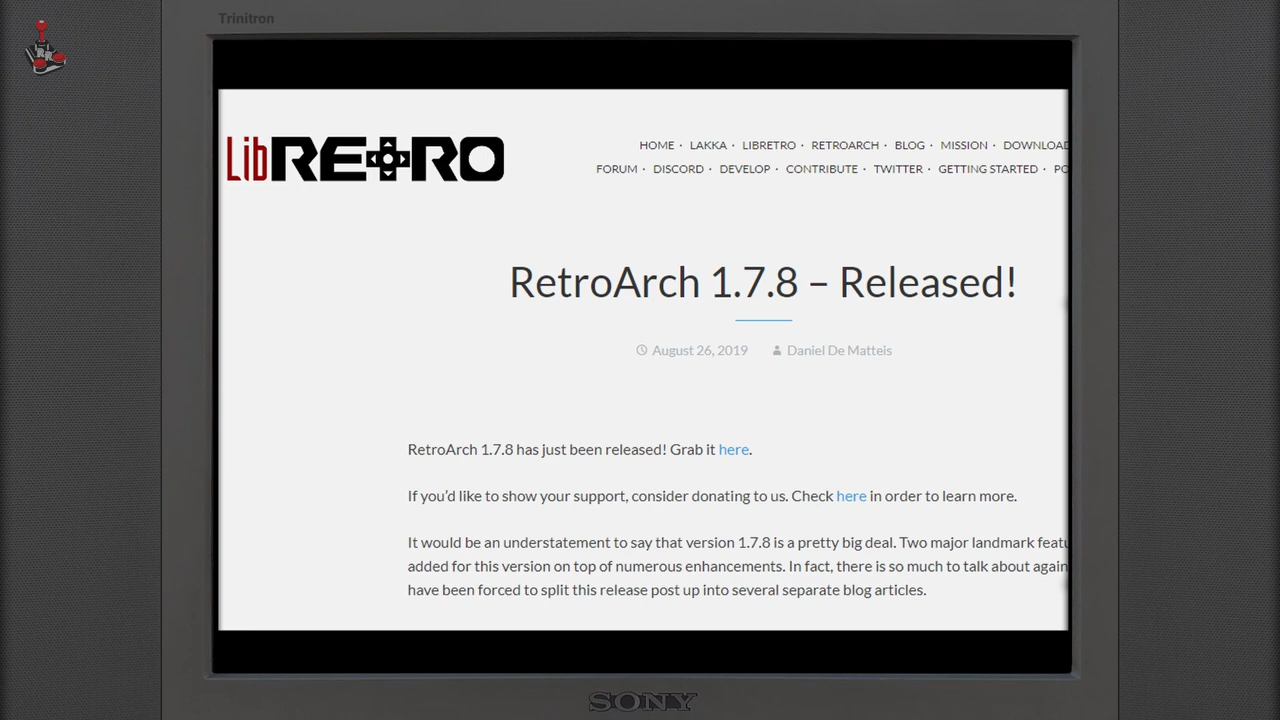 Trinitron
LibRETRO
HOME · LAKKA · LIBRETRO · RETROARCH · BLOG · MISSION · DOWNLOAD
FORUM · DISCORD · DEVELOP · CONTRIBUTE · TWITTER · GETTING STARTED ·
RetroArch 1.7.8 – Released!
August 26, 2019 Daniel De Matteis
RetroArch 1.7.8 has just been released! Grab it here.
If you’d like to show your support, consider donating to us. Check here in order to learn more.
It would be an understatement to say that version 1.7.8 is a pretty big deal. Two major landmark featu
added for this version on top of numerous enhancements. In fact, there is so much to talk about again
have been forced to split this release post up into several separate blog articles.
SONY